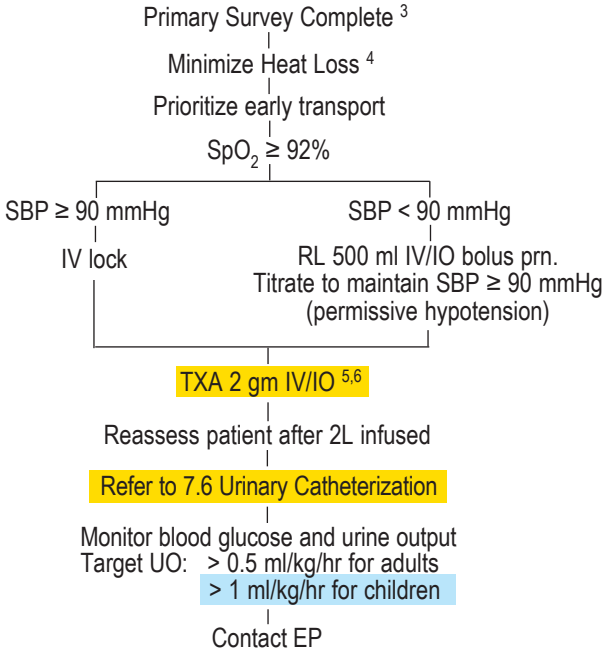 Primary Survey Complete 3
Minimize Heat Loss 4
Prioritize early transport
SpO2 ≥ 92%
SBP ≥ 90 mmHg
IV lock
SBP < 90 mmHg
RL 500 ml IV/IO bolus prn.
Titrate to maintain SBP ≥ 90 mmHg
(permissive hypotension)
TXA 2 gm IV/IO 5,6
Reassess patient after 2L infused
Refer to 7.6 Urinary Catheterization
Monitor blood glucose and urine output
Target UO: > 0.5 ml/kg/hr for adults
> 1 ml/kg/hr for children
Contact EP